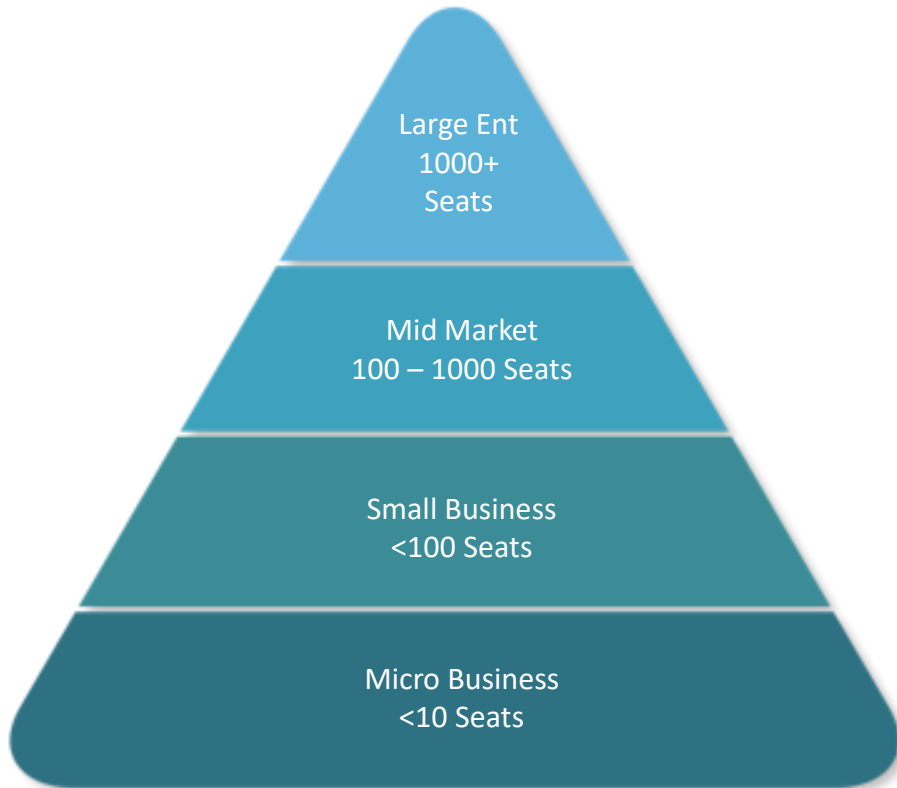 Large Ent
1000+
Seats
Mid Market
100 – 1000 Seats
Small Business
<100 Seats
Micro Business
<10 Seats